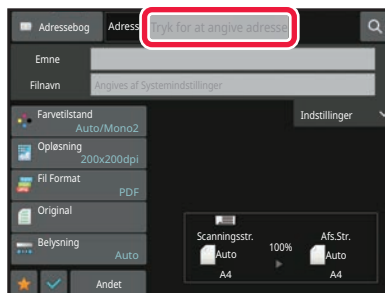 Adressebog Adress Tryk for at angive adresse
Emne
Filnavn Angives af Systemindstillinger
Farvetilstand
Auto/Mono2
Indstillinger
Opløsning
200x200dpi
Fil Format
PDF
Original
Belysning
Auto
Andet
Scanningsstr. 100% Afs.Str.
Auto Auto
A4 A4